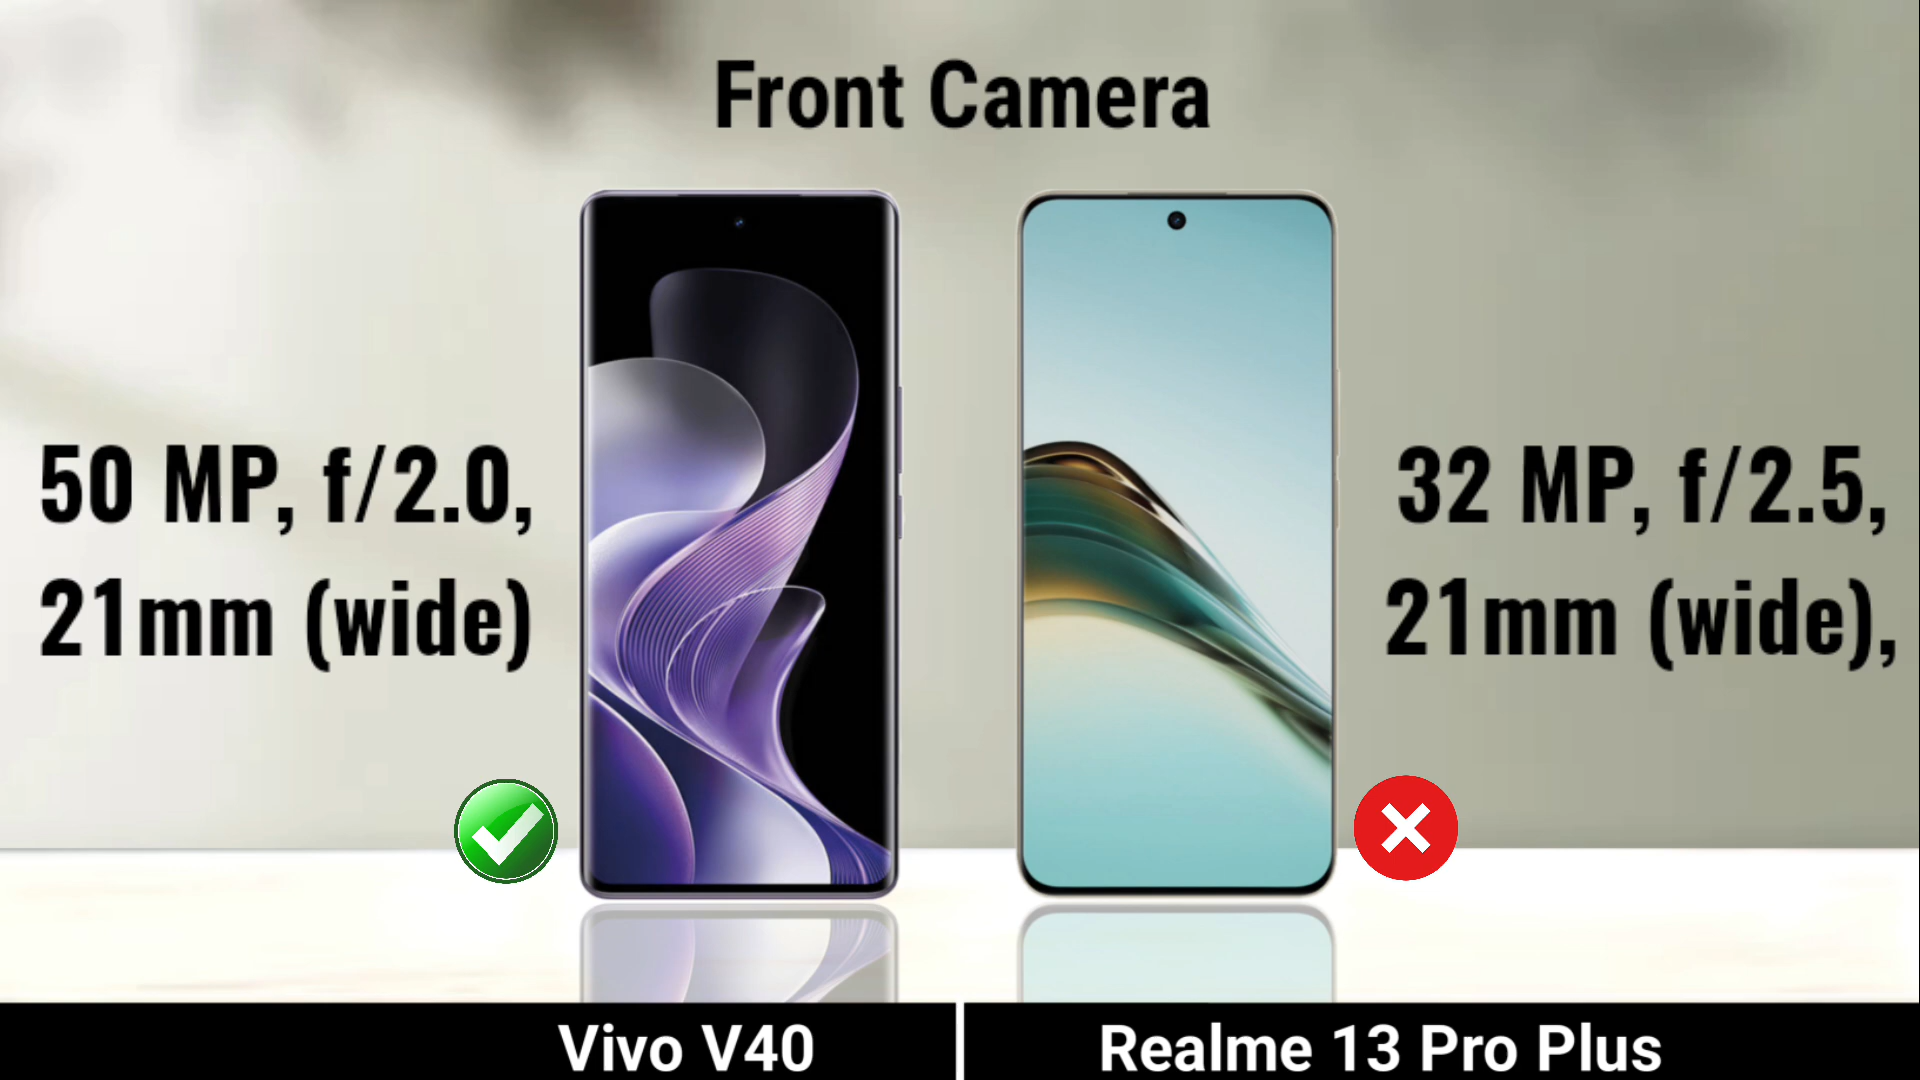 Front Camera
50 MP, f/2.0,
21mm (wide)
32 MP, f/2.5,
21mm (wide),
Vivo V40
Realme 13 Pro Plus